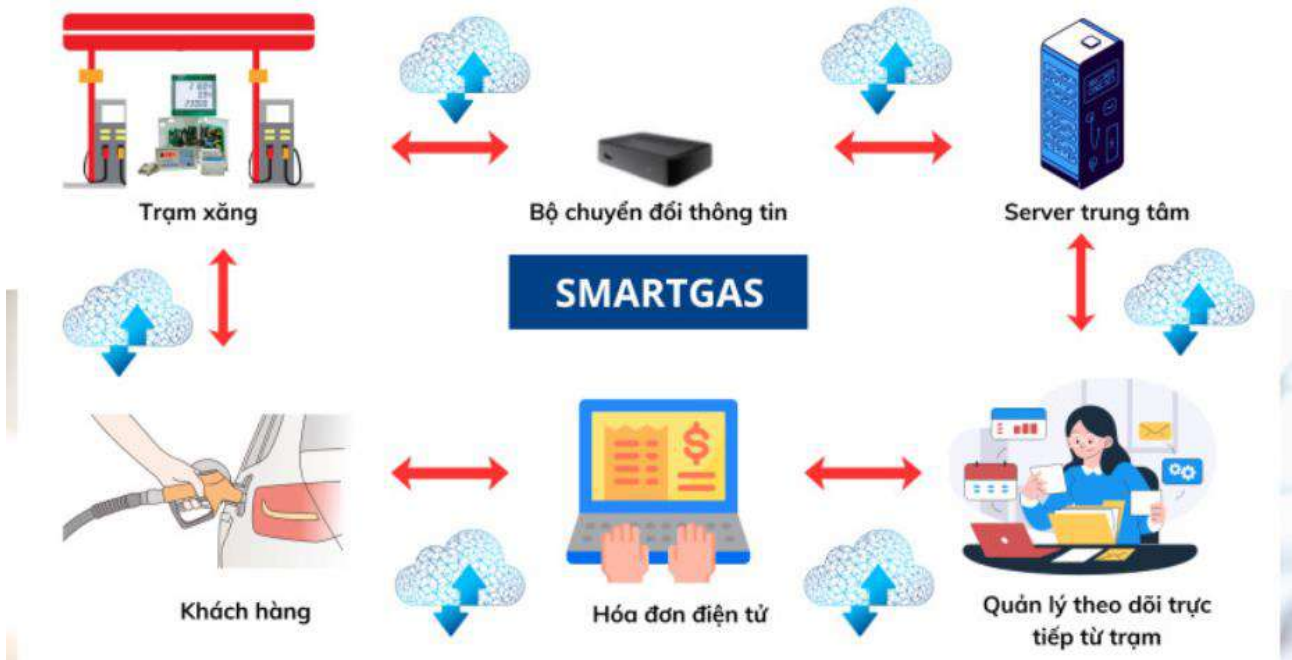 Trạm xăng
Bộ chuyển đổi thông tin
Server trung tâm
SMARTGAS
Khách hàng
Hóa đơn điện tử
Quản lý theo dõi trực
tiếp từ trạm